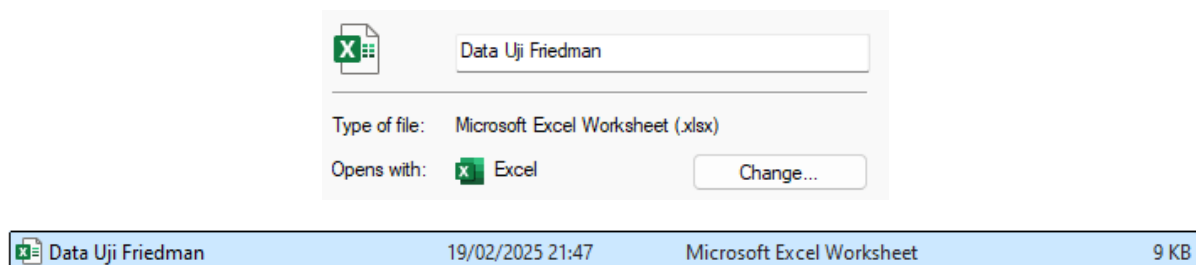 Data Uji Friedman
Type of file: Microsoft Excel Worksheet (.xlsx)
Opens with: Excel Change...
Data Uji Friedman 19/02/2025 21:47 Microsoft Excel Worksheet 9 KB